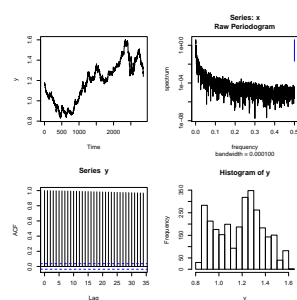 Series: x
Raw Periodogram
y
0.8 1.0 1.2 1.4 1.6
0 500 1000 2000
Time
spectrum
1e-08 1e-04 1e+00
0.0 0.1 0.2 0.3 0.4 0.5
frequency
bandwidth = 0.000100
Series y
ACF
0.0 0.2 0.4 0.6 0.8 1.0
0 5 10 15 20 25 30 35
Lag
Histogram of y
Frequency
0 50 150 250 350
0.8 1.0 1.2 1.4 1.6
y